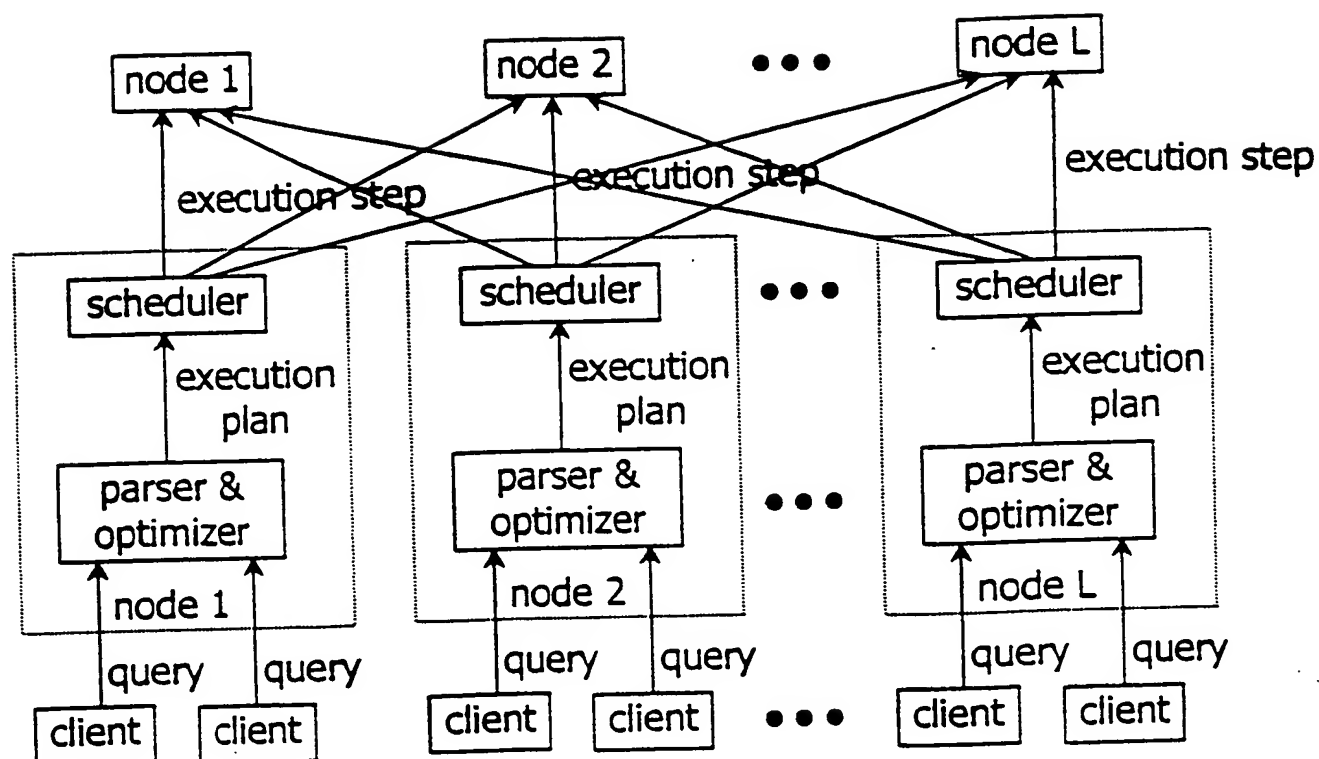 node 1
node 2
node L
execution step
execution step
execution step
scheduler
scheduler
scheduler
execution
plan
execution
plan
execution
plan
parser &
optimizer
parser &
optimizer
parser &
optimizer
node 1
node 2
node L
query
query
query
query
query
query
client
client
client
client
client
client